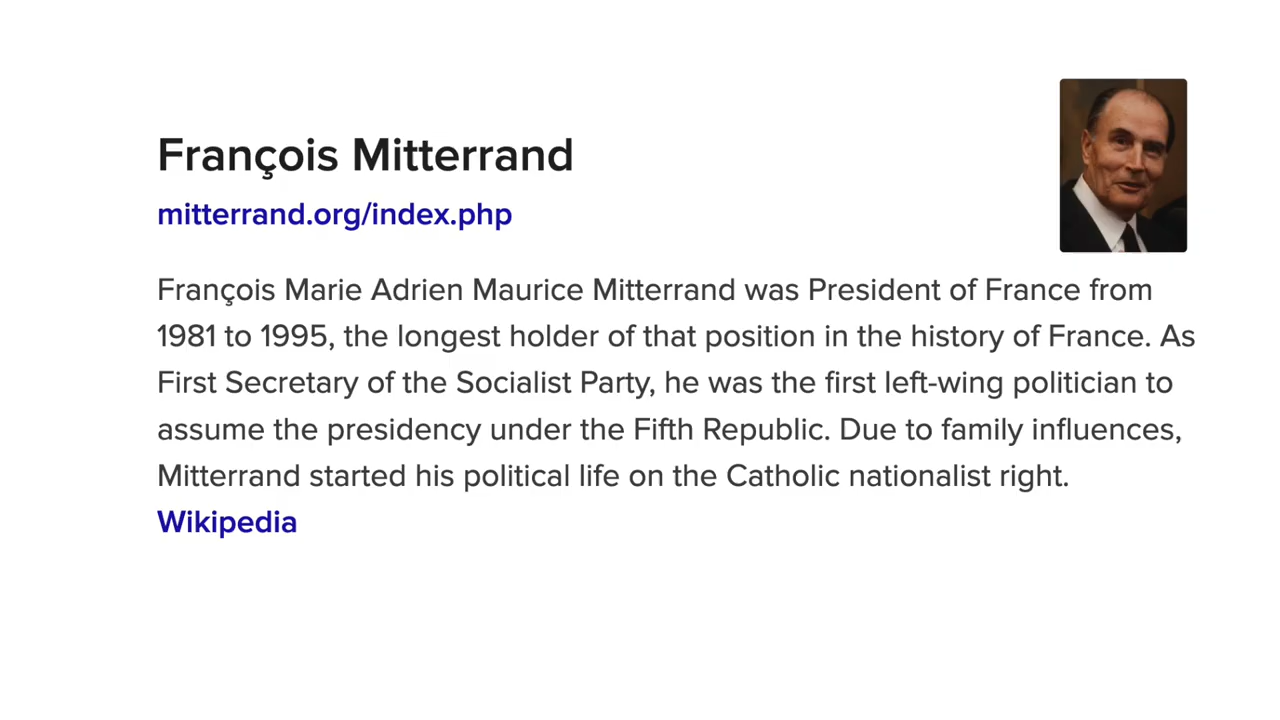 François Mitterrand
mitterrand.org/index.php
François Marie Adrien Maurice Mitterrand was President of France from
1981 to 1995, the longest holder of that position in the history of France. As
First Secretary of the Socialist Party, he was the first left-wing politician to
assume the presidency under the Fifth Republic. Due to family influences,
Mitterrand started his political life on the Catholic nationalist right.
Wikipedia